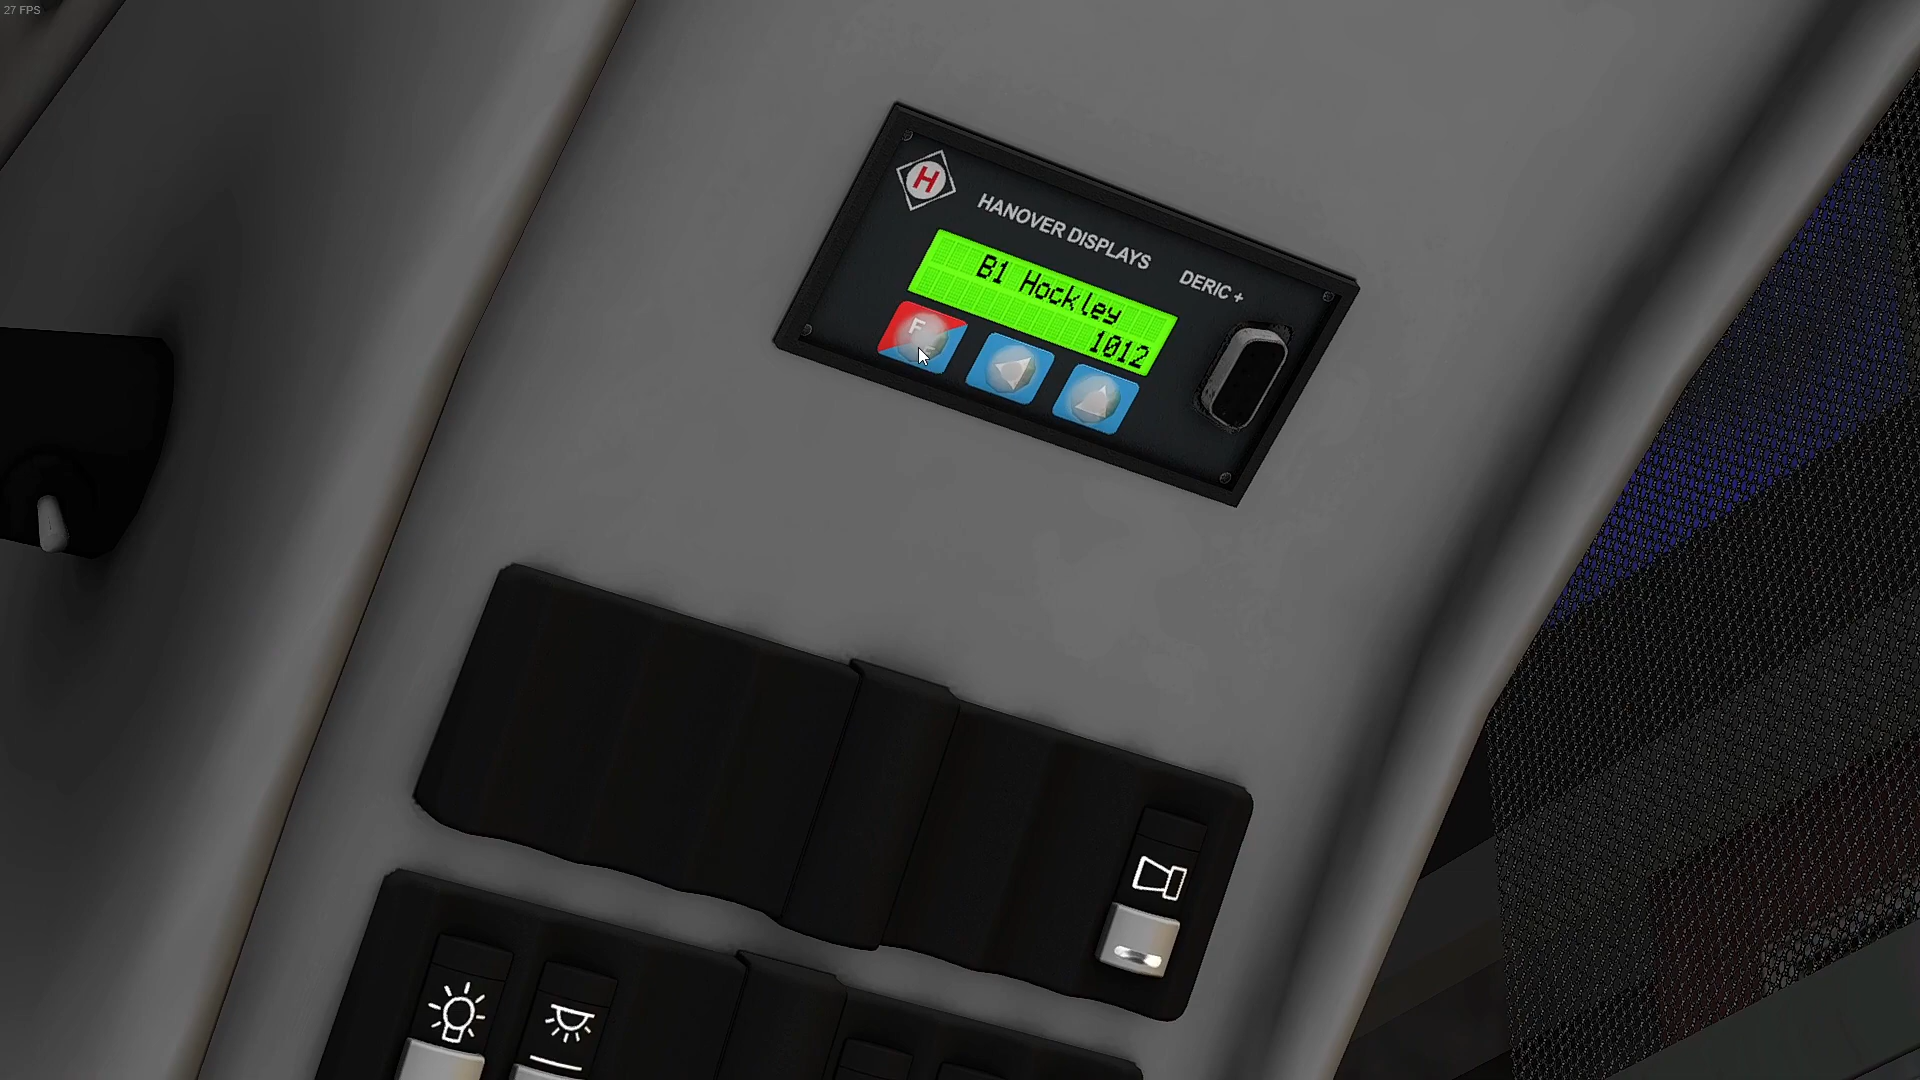 27 FPS
H
HANOVER DISPLAYS
DERIC +
B1 Hockley
1012
F